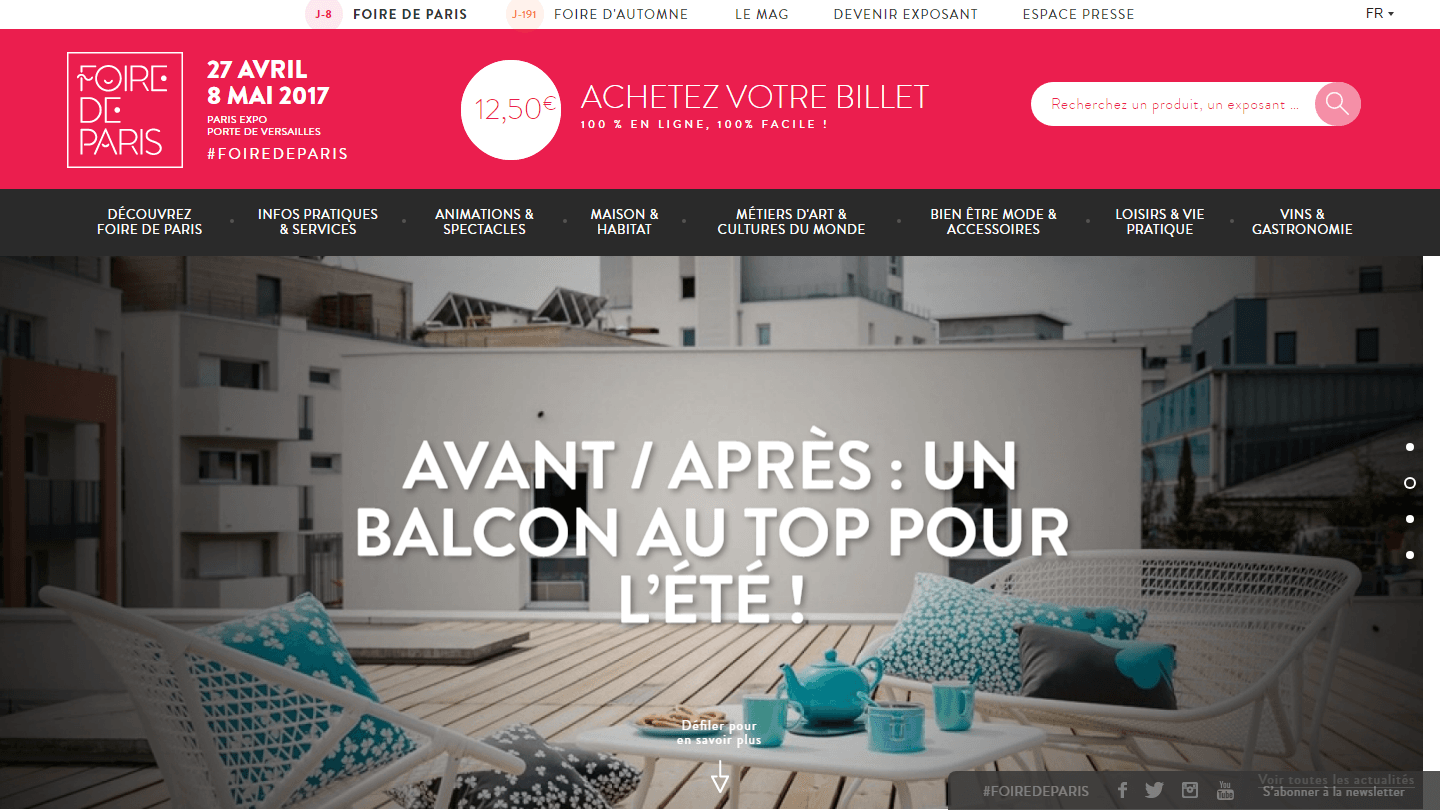 J-8 FOIRE DE PARIS J-191 FOIRE D'AUTOMNE LE MAG DEVENIR EXPOSANT ESPACE PRESSE FR
FOIRE
DE
PARIS
27 AVRIL
8 MAI 2017
PARIS EXPO
PORTE DE VERSAILLES
#FOIREDEPARIS
12,50€
ACHETEZ VOTRE BILLET
100 % EN LIGNE, 100% FACILE !
Recherchez un produit, un exposant ...
DÉCOUVREZ
FOIRE DE PARIS
INFOS PRATIQUES
& SERVICES
ANIMATIONS &
SPECTACLES
MAISON &
HABITAT
MÉTIERS D'ART &
CULTURES DU MONDE
BIEN ÊTRE MODE &
ACCESSOIRES
LOISIRS & VIE
PRATIQUE
VINS &
GASTRONOMIE
AVANT / APRÈS : UN
BALCON AU TOP POUR
L'ÉTÉ !
Défiler pour
en savoir plus
Voir toutes les actualités
#FOIREDEPARIS
You
Tube
S'abonner à la newsletter